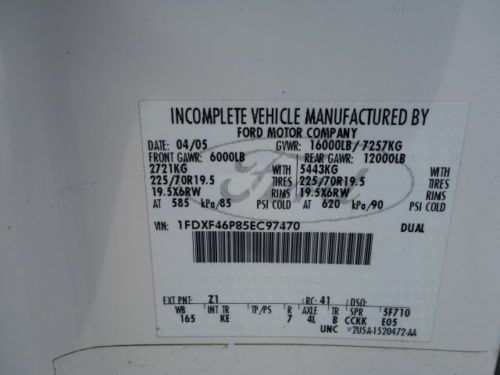 INCOMPLETE VEHICLE MANUFACTURED BY
FORD MOTOR COMPANY
DATE: 04/05 GVWR: 16000LB/ 7257KG
FRONT GAWR: 6000LB REAR GAWR: 12000LB
2721KG WITH 5443KG WITH
225/70R19.5 TIRES 225/70R19.5 TIRES
19.5X6RW RIMS 19.5X6RW RIMS
AT 585 kPa/85 PSI COLD AT 620 kPa/90 PSI COLD
VIN: 1FDXF46P85EC97470 DUAL
EXT PNT: Z1 RC: 41 DSO:
WB INT TR TP/PS R AXLE TR SPR 5F710
165 KE 7 4L B CCKK E05
UNC 2U5A-1520472-AA
Ford